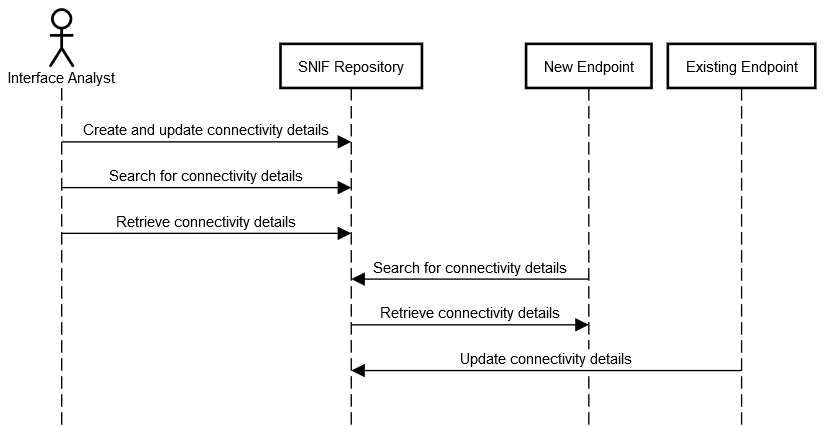 Interface Analyst
SNIF Repository
New Endpoint
Existing Endpoint
Create and update connectivity details
Search for connectivity details
Retrieve connectivity details
Search for connectivity details
Retrieve connectivity details
Update connectivity details